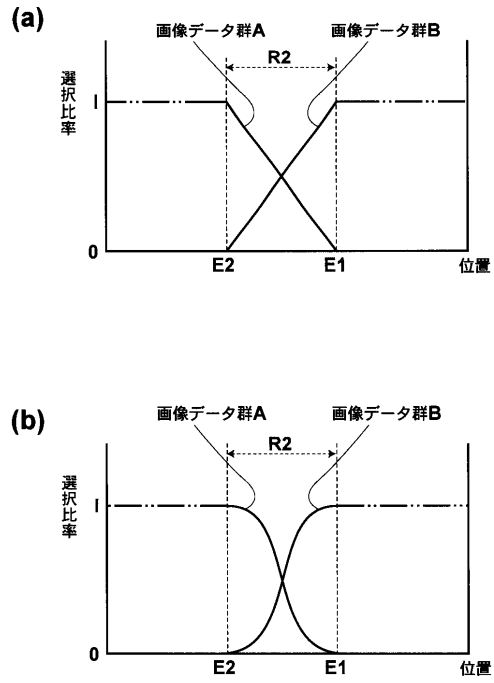 (a)
画像データ群A
画像データ群B
R2
選択比率
1
0
E2
E1
位置
(b)
画像データ群A
画像データ群B
R2
選択比率
1
0
E2
E1
位置